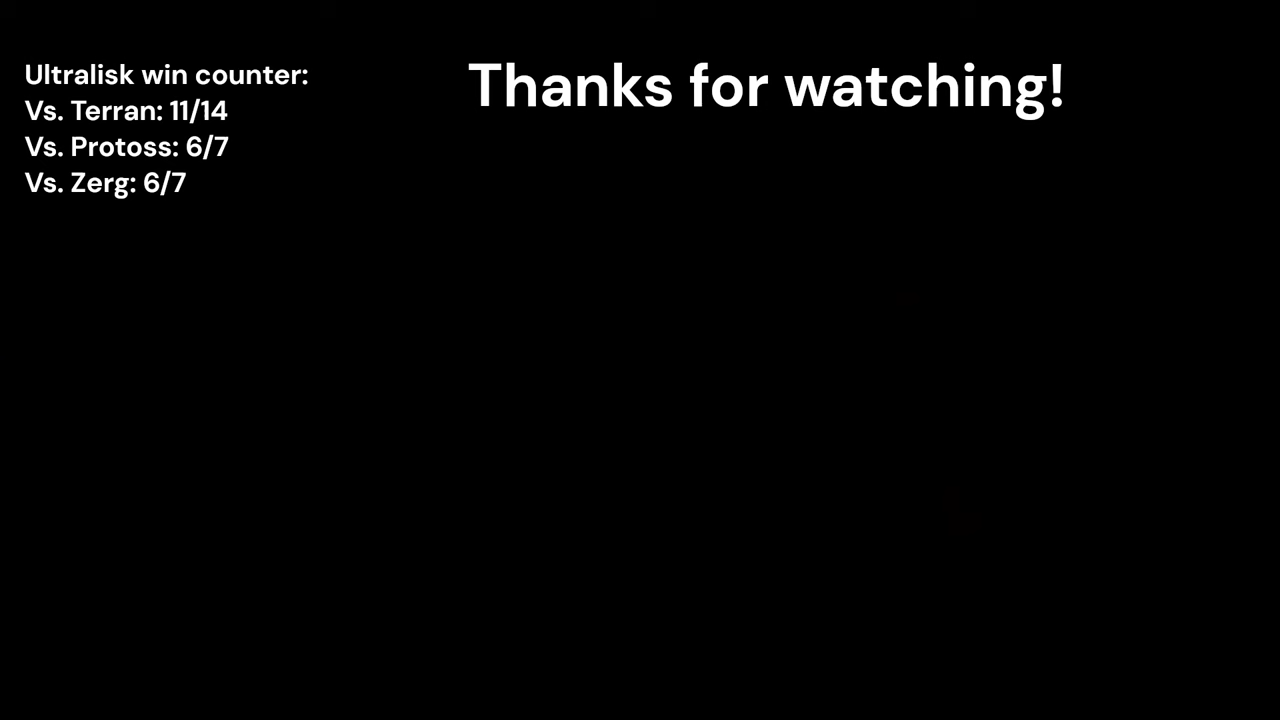 Ultralisk win counter:
Vs. Terran: 11/14
Vs. Protoss: 6/7
Vs. Zerg: 6/7
Thanks for watching!